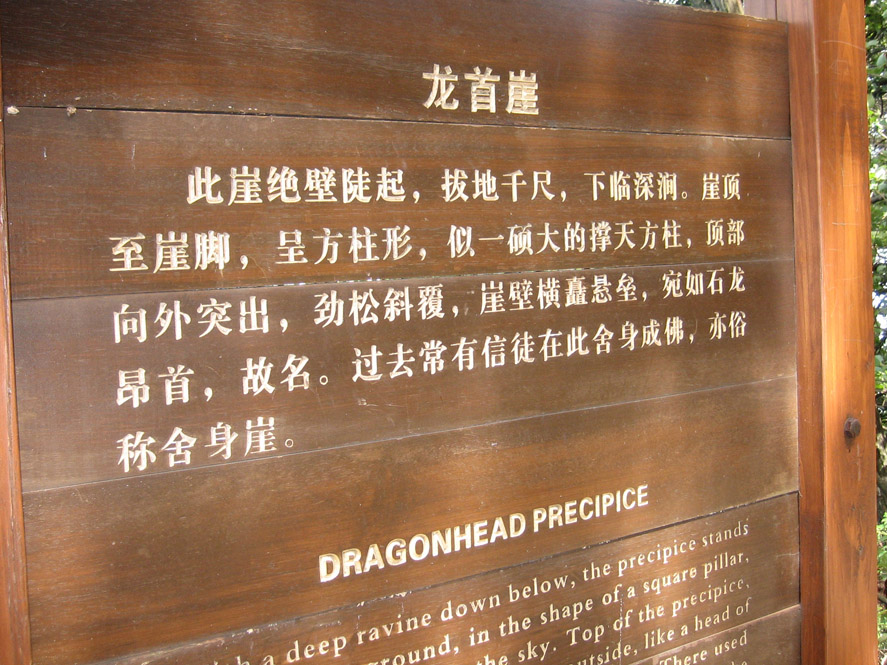 龙首崖
此崖绝壁陡起，拔地千尺，下临深涧。崖顶
至崖脚，呈方柱形，似一硕大的撑天方柱，顶部
向外突出，劲松斜覆，崖壁横矗悬垒，宛如石龙
昂首，故名。过去常有信徒在此舍身成佛，亦俗
称舍身崖。
DRAGONHEAD PRECIPICE
a deep ravine down below, the precipice stands
ground, in the shape of a square pillar,
the sky. Top of the precipice,
outside, like a head of
There used